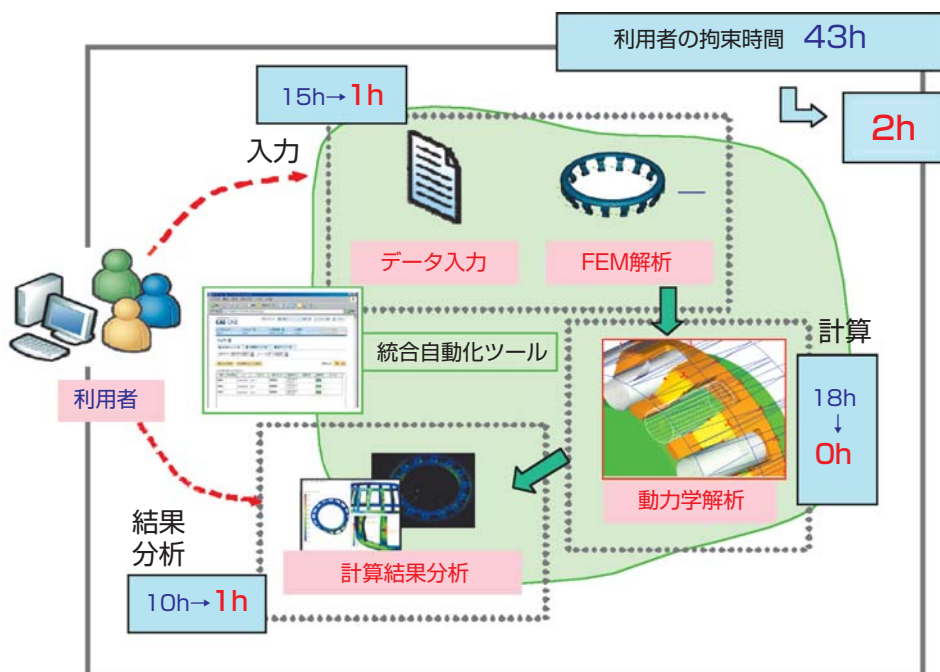 利用者の拘束時間 43h
2h
15h→1h
入力
データ入力
FEM解析
統合自動化ツール
利用者
計算
18h
↓
0h
動力学解析
結果
分析
計算結果分析
10h→1h